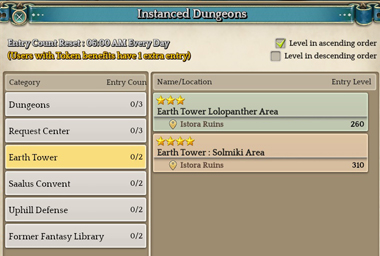 Instanced Dungeons
Entry Count Reset : 06:00 AM Every Day
(Users with Token benefits have 1 extra entry)
Level in ascending order
Level in descending order
Category Entry Coun
Dungeons 0/3
Request Center 0/3
Earth Tower 0/2
Saalus Convent 0/2
Uphill Defense 0/2
Former Fantasy Library 0/2
Name/Location Entry Level
Earth Tower Lolopanther Area
Istora Ruins 260
Earth Tower : Solmiki Area
Istora Ruins 310